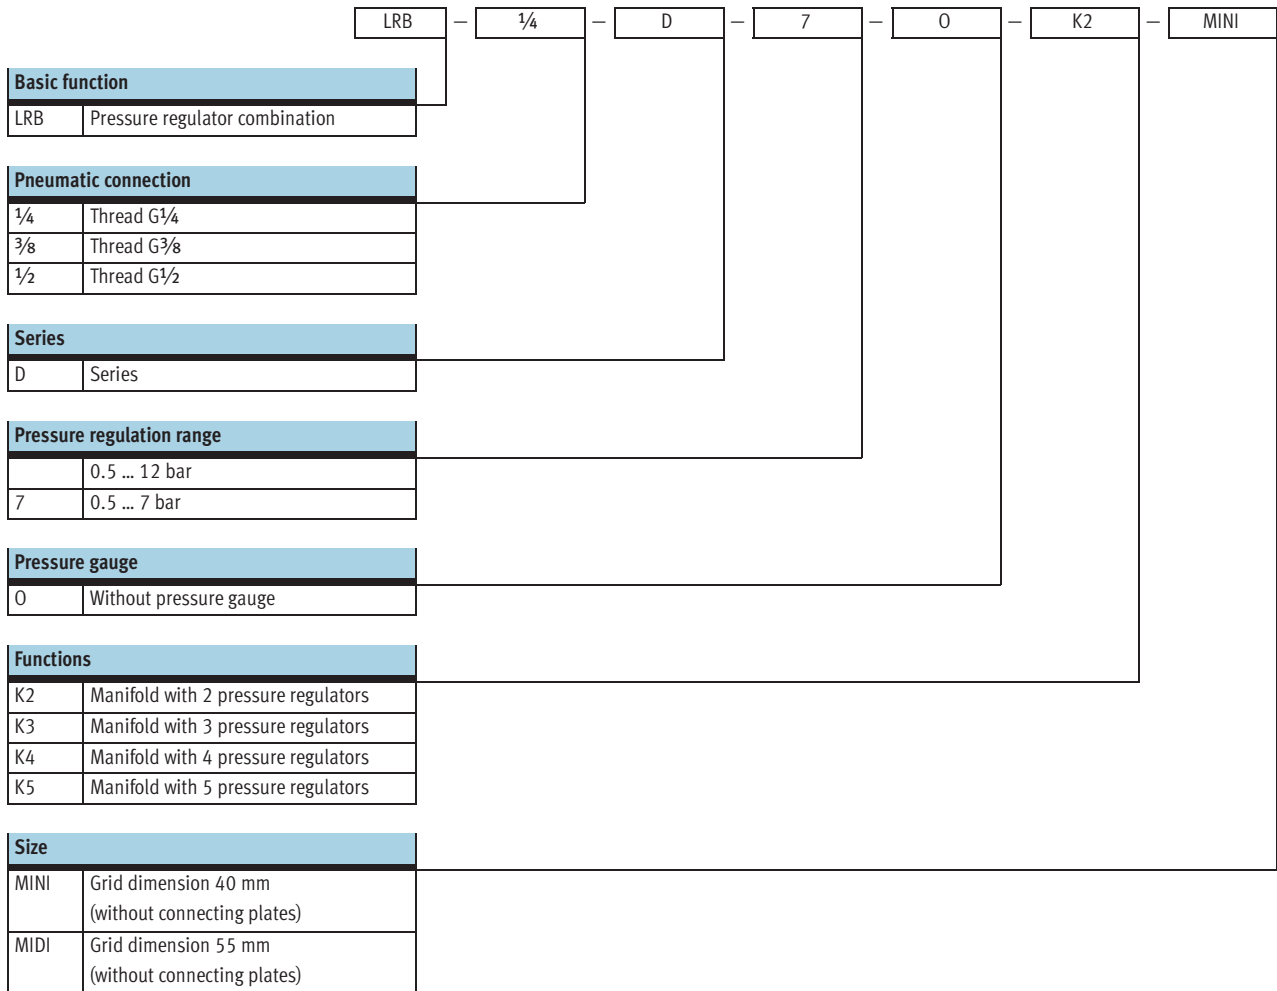 LRB – ¼ – D – 7 – O – K2 – MINI
Basic function
LRB Pressure regulator combination
Pneumatic connection
¼ Thread G¼
⅜ Thread G⅜
½ Thread G½
Series
D Series
Pressure regulation range
0.5 … 12 bar
7 0.5 … 7 bar
Pressure gauge
O Without pressure gauge
Functions
K2 Manifold with 2 pressure regulators
K3 Manifold with 3 pressure regulators
K4 Manifold with 4 pressure regulators
K5 Manifold with 5 pressure regulators
Size
MINI Grid dimension 40 mm
(without connecting plates)
MIDI Grid dimension 55 mm
(without connecting plates)